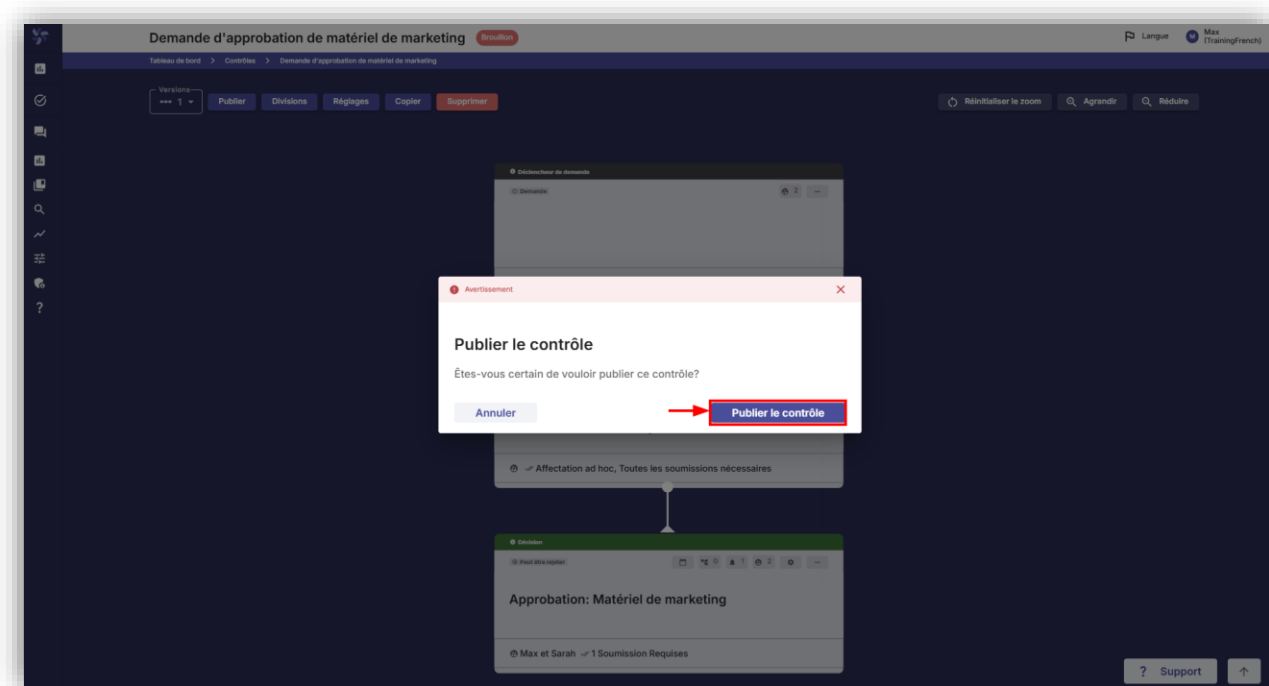 Demande d'approbation de matériel de marketing Brouillon
Langue
M Max (TrainingFrench)
Tableau de bord > Contrôles > Demande d'approbation de matériel de marketing
Versions
••• 1
Publier Divisions Réglages Copier Supprimer
Réinitialiser le zoom Agrandir Réduire
Déclencheur de demande
Demande 2
Avertissement
Publier le contrôle
Êtes-vous certain de vouloir publier ce contrôle?
Annuler Publier le contrôle
Affectation ad hoc, Toutes les soumissions nécessaires
Décision
Peut être rejeter 0 1 2
Approbation: Matériel de marketing
Max et Sarah 1 Soumission Requises
? Support
?